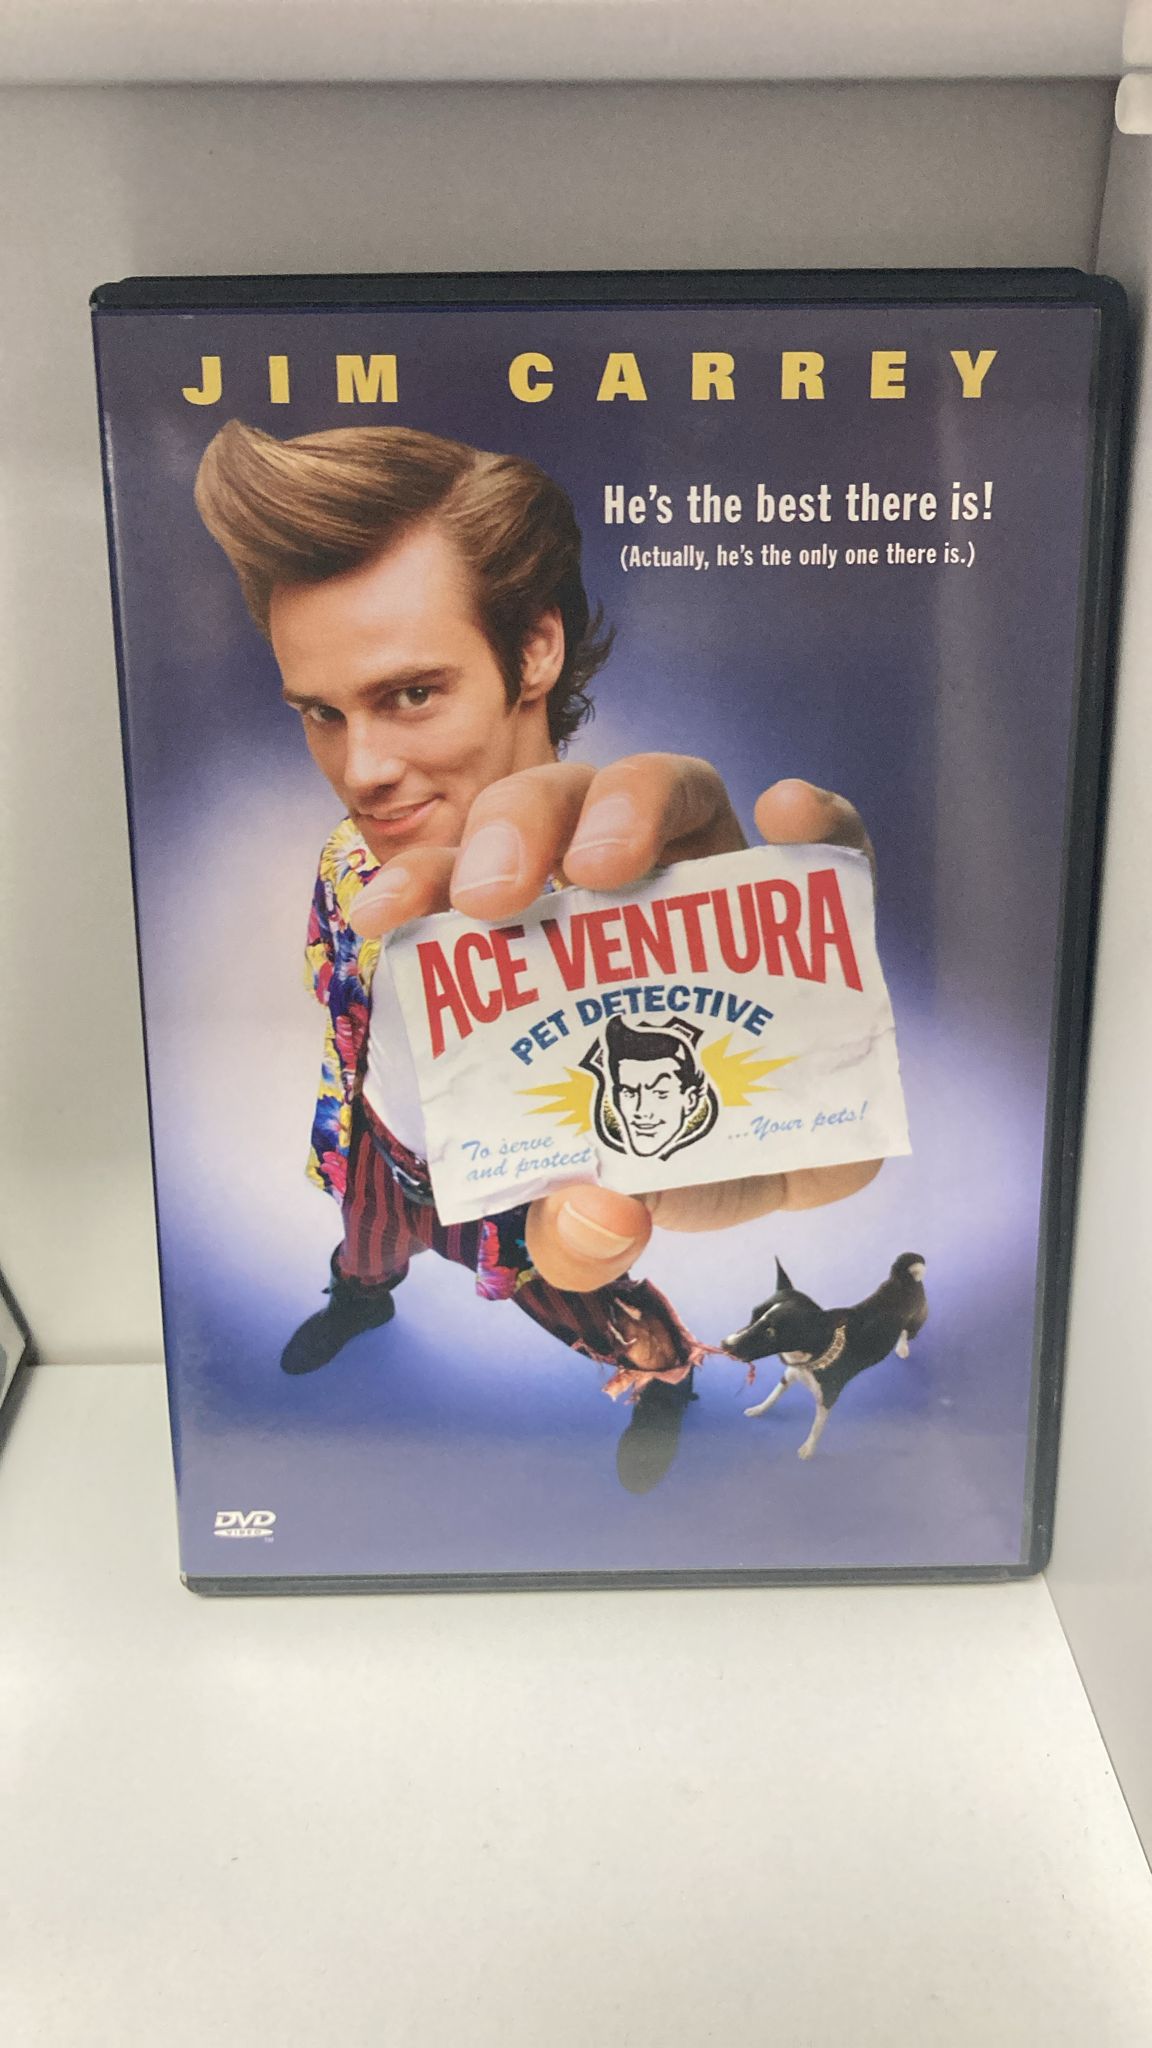 JIM CARREY
He's the best there is!
(Actually, he's the only one there is.)
ACE VENTURA
PET DETECTIVE
To serve
and protect
...Your pets!
DVD
VIDEO
TM